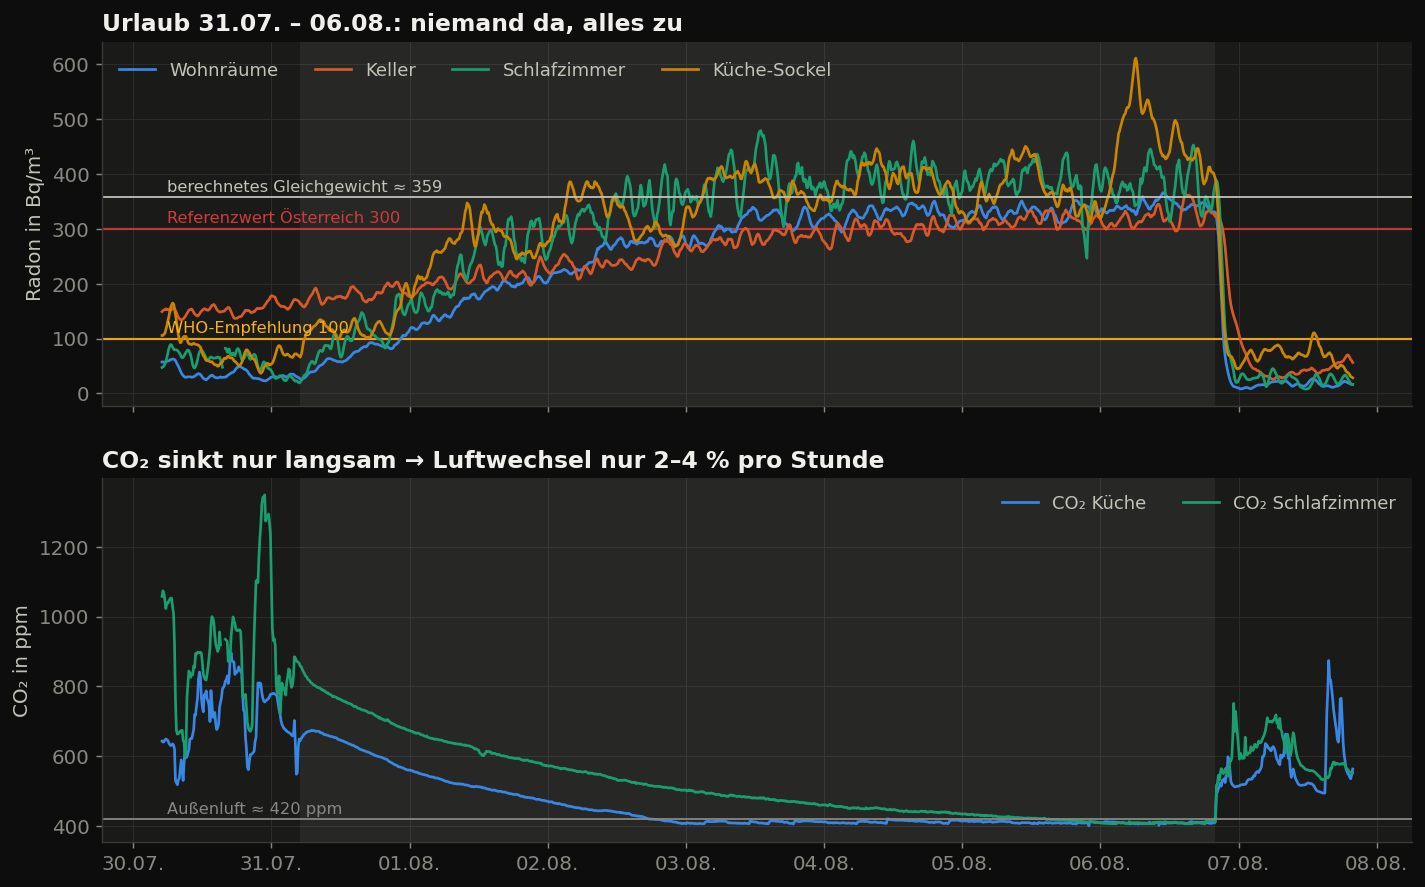 Urlaub 31.07. – 06.08.: niemand da, alles zu
Radon in Bq/m³
600
500
400
300
200
100
0
Wohnräume
Keller
Schlafzimmer
Küche-Sockel
berechnetes Gleichgewicht ≈ 359
Referenzwert Österreich 300
WHO-Empfehlung 100
CO₂ sinkt nur langsam → Luftwechsel nur 2–4 % pro Stunde
CO₂ in ppm
1200
1000
800
600
400
CO₂ Küche
CO₂ Schlafzimmer
Außenluft ≈ 420 ppm
30.07.
31.07.
01.08.
02.08.
03.08.
04.08.
05.08.
06.08.
07.08.
08.08.